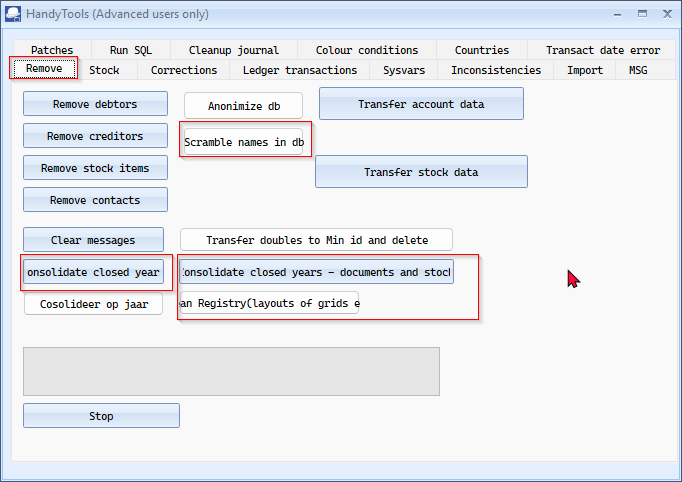 HandyTools (Advanced users only)
Patches Run SQL Cleanup journal Colour conditions Countries Transact date error
Remove Stock Corrections Ledger transactions Sysvars Inconsistencies Import MSG
Remove debtors Anonimize db Transfer account data
Remove creditors Scramble names in db
Remove stock items Transfer stock data
Remove contacts
Clear messages Transfer doubles to Min id and delete
onsolidate closed year onsolidate closed years - documents and stock
Cosolideer op jaar an Registry(layouts of grids e
Stop